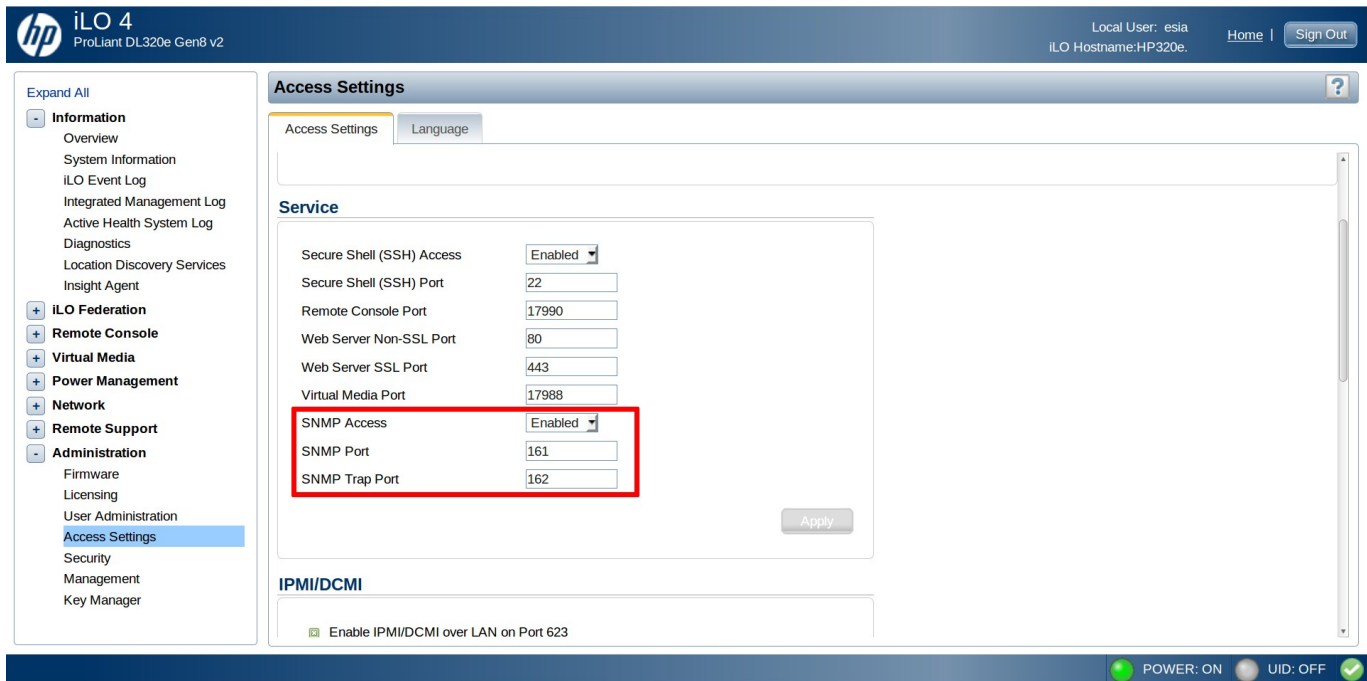 hp
iLO 4
ProLiant DL320e Gen8 v2
Local User: esia
iLO Hostname:HP320e.
Home | Sign Out
Expand All
- Information
Overview
System Information
iLO Event Log
Integrated Management Log
Active Health System Log
Diagnostics
Location Discovery Services
Insight Agent
+ iLO Federation
+ Remote Console
+ Virtual Media
+ Power Management
+ Network
+ Remote Support
- Administration
Firmware
Licensing
User Administration
Access Settings
Security
Management
Key Manager
Access Settings ?
Access Settings Language
Service
Secure Shell (SSH) Access Enabled
Secure Shell (SSH) Port 22
Remote Console Port 17990
Web Server Non-SSL Port 80
Web Server SSL Port 443
Virtual Media Port 17988
SNMP Access Enabled
SNMP Port 161
SNMP Trap Port 162
Apply
IPMI/DCMI
Enable IPMI/DCMI over LAN on Port 623
POWER: ON UID: OFF